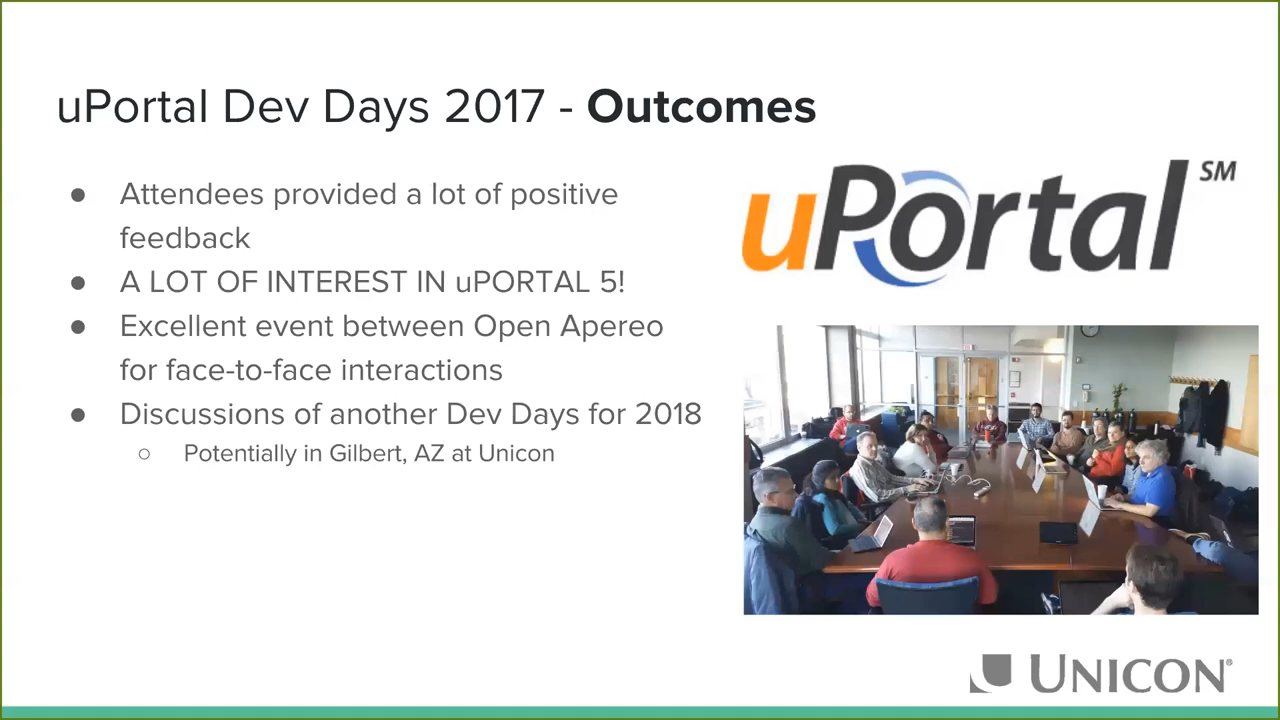 uPortal Dev Days 2017 - Outcomes
● Attendees provided a lot of positive
feedback
● A LOT OF INTEREST IN uPORTAL 5!
● Excellent event between Open Apereo
for face-to-face interactions
● Discussions of another Dev Days for 2018
○ Potentially in Gilbert, AZ at Unicon
uPortal SM
UNICON®